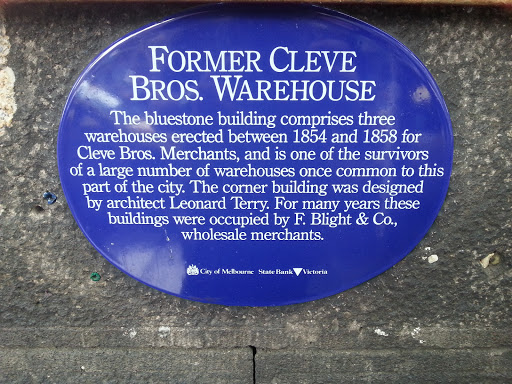 FORMER CLEVE
BROS. WAREHOUSE
The bluestone building comprises three
warehouses erected between 1854 and 1858 for
Cleve Bros. Merchants, and is one of the survivors
of a large number of warehouses once common to this
part of the city. The corner building was designed
by architect Leonard Terry. For many years these
buildings were occupied by F. Blight & Co.,
wholesale merchants.
City of Melbourne State Bank Victoria